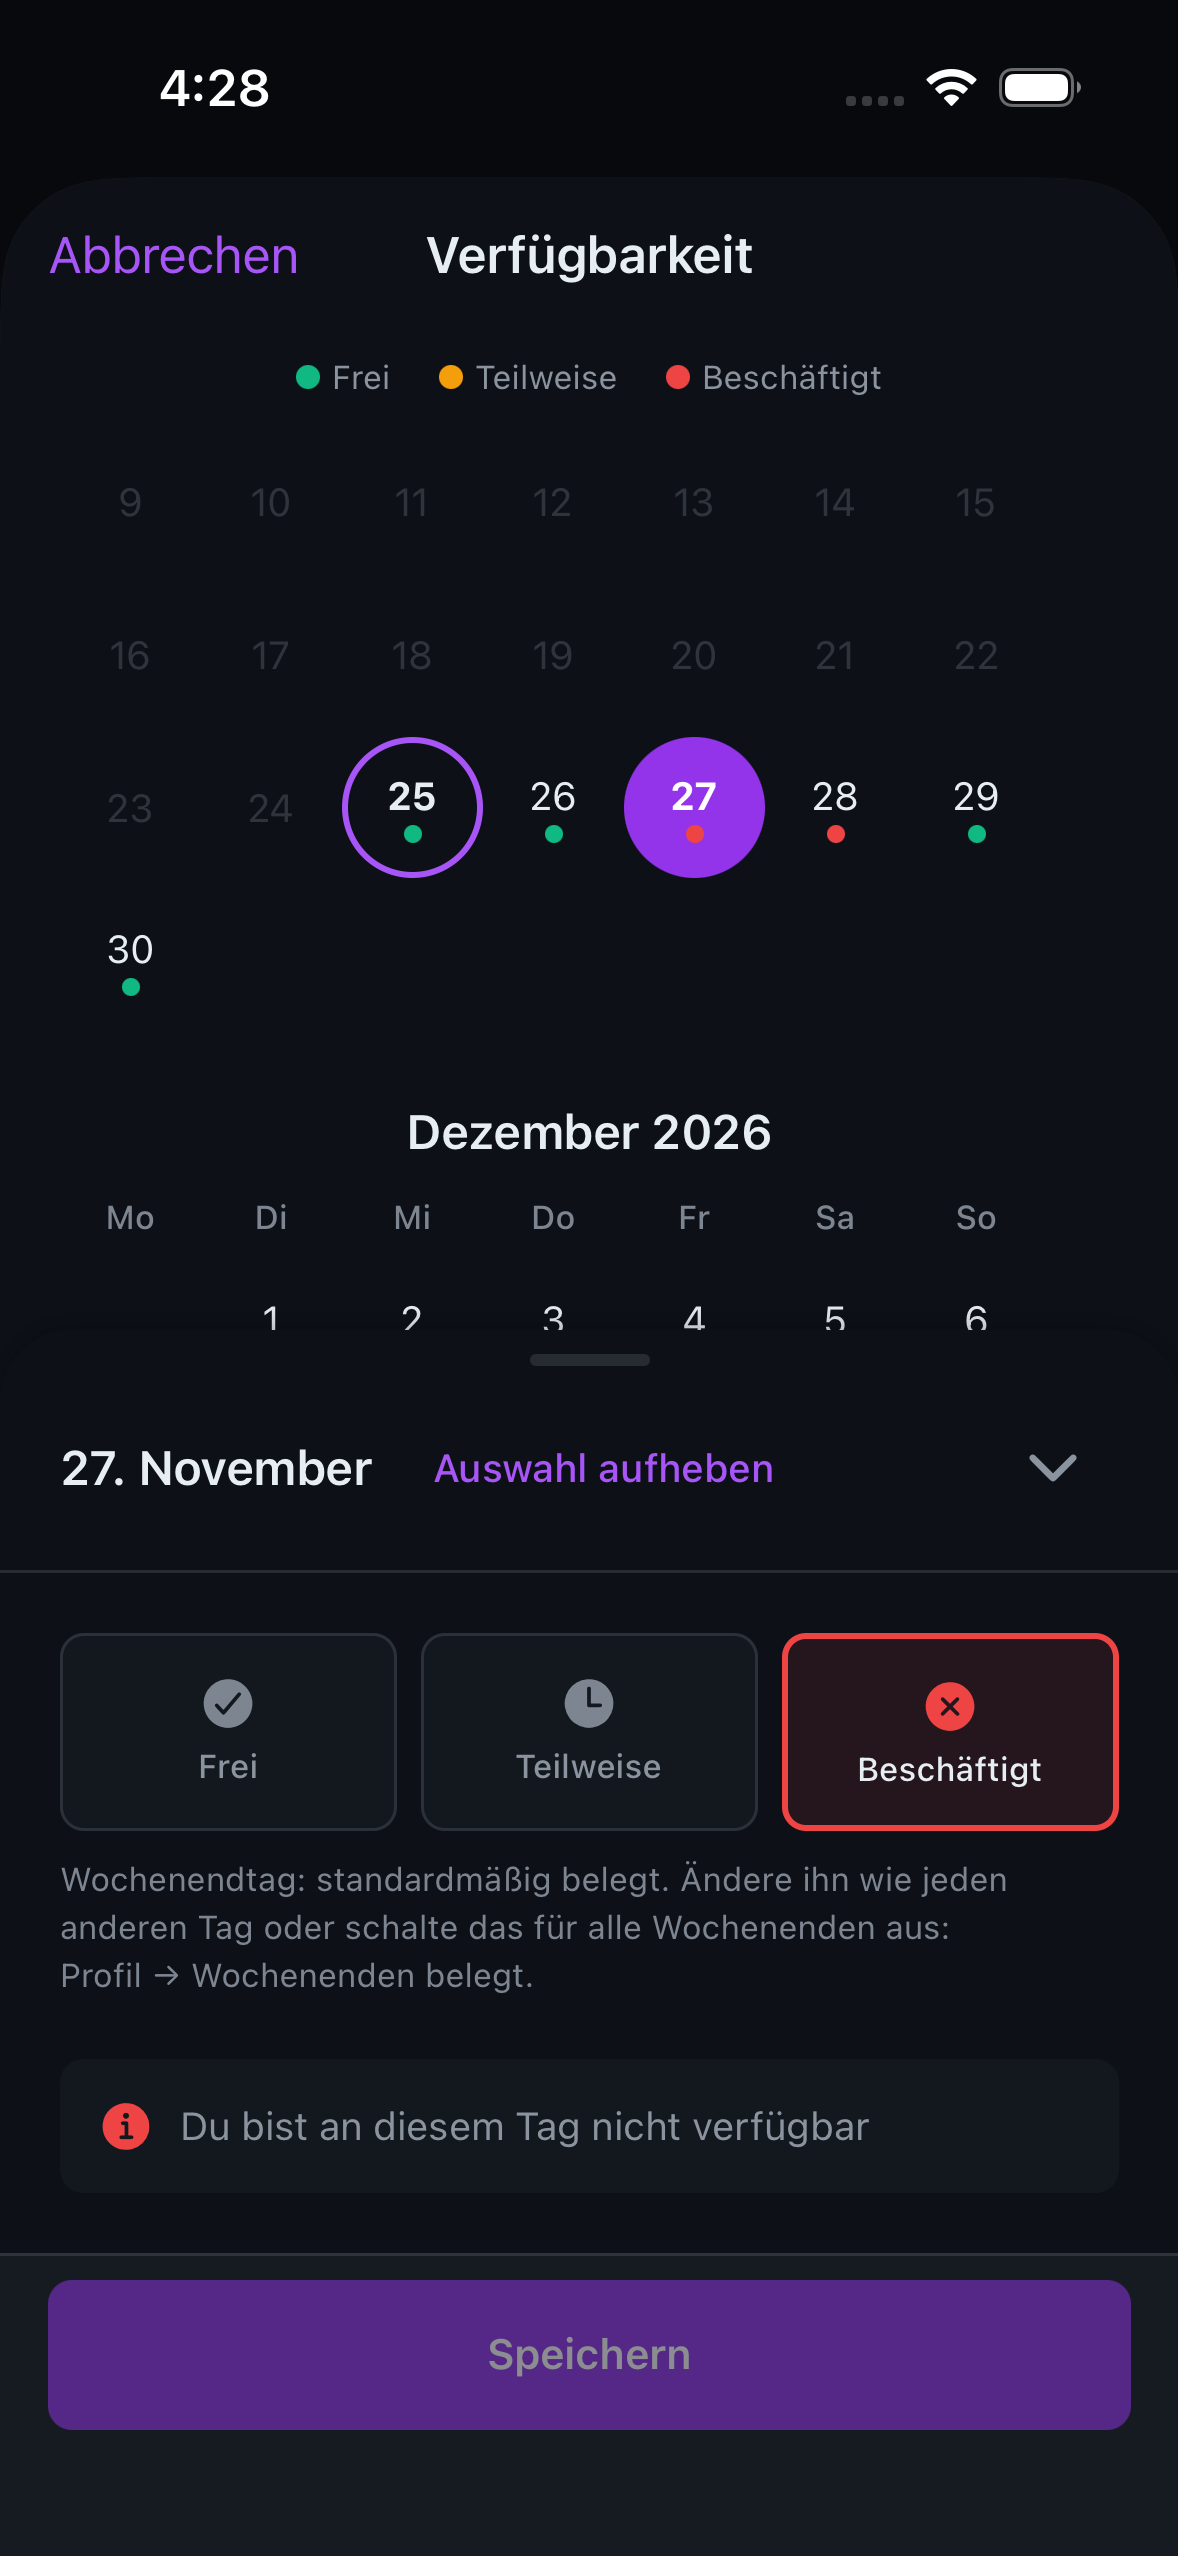 4:28
Abbrechen Verfügbarkeit
Frei Teilweise Beschäftigt
9 10 11 12 13 14 15
16 17 18 19 20 21 22
23 24 25 26 27 28 29
30
Dezember 2026
Mo Di Mi Do Fr Sa So
1 2 3 4 5 6
27. November Auswahl aufheben
Frei Teilweise Beschäftigt
Wochenendtag: standardmäßig belegt. Ändere ihn wie jeden
anderen Tag oder schalte das für alle Wochenenden aus:
Profil → Wochenenden belegt.
Du bist an diesem Tag nicht verfügbar
Speichern